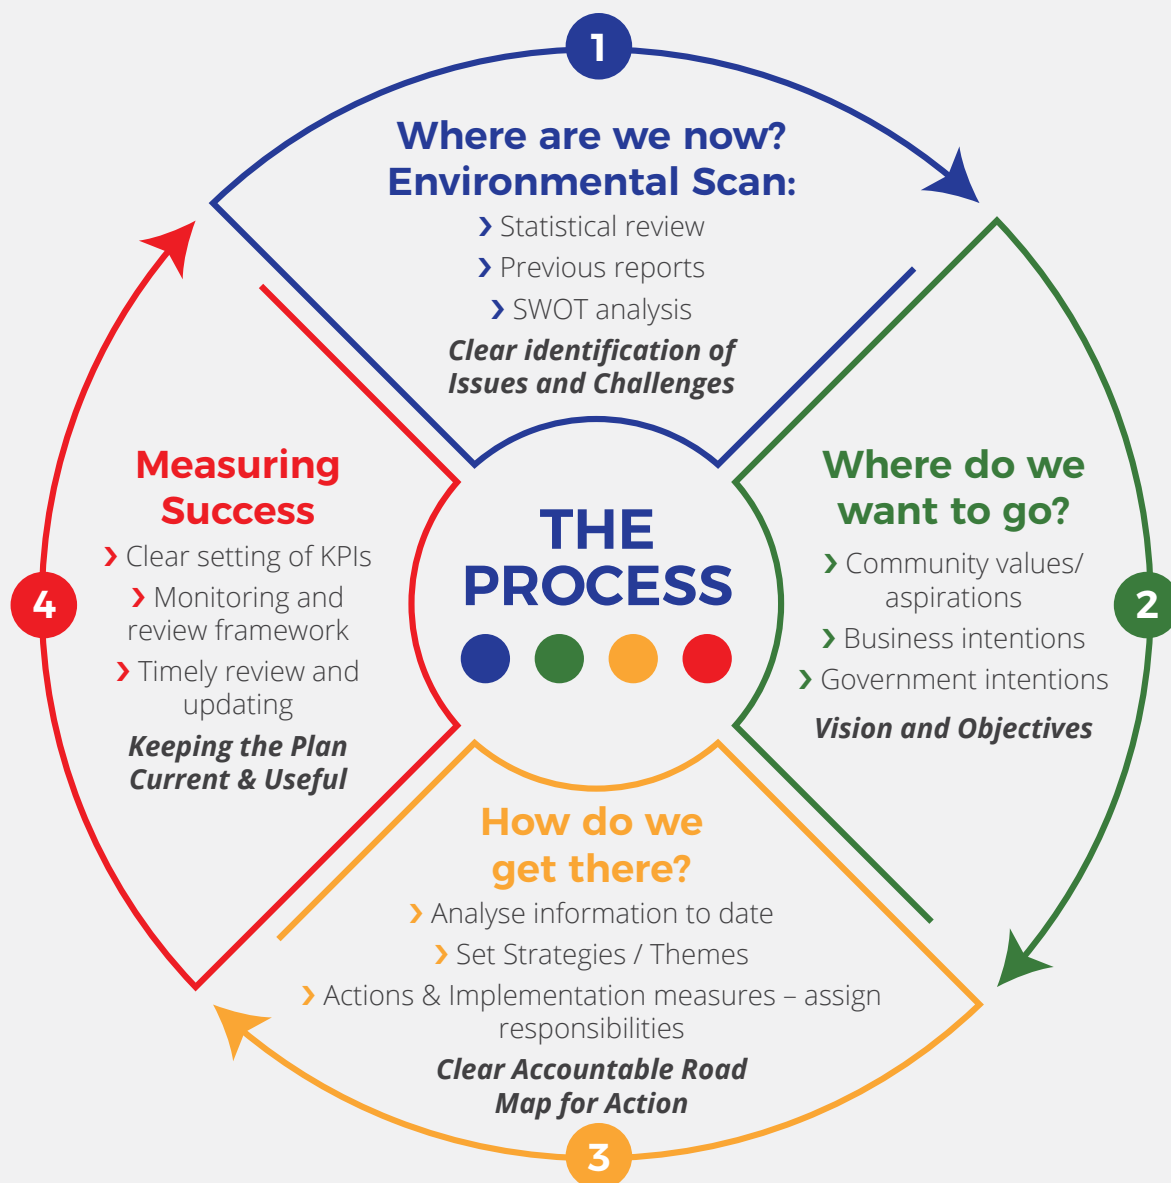 1
Where are we now?
Environmental Scan:
› Statistical review
› Previous reports
› SWOT analysis
Clear identification of
Issues and Challenges
2
Where do we
want to go?
› Community values/
aspirations
› Business intentions
› Government intentions
Vision and Objectives
3
How do we
get there?
› Analyse information to date
› Set Strategies / Themes
› Actions & Implementation measures – assign
responsibilities
Clear Accountable Road
Map for Action
4
Measuring
Success
› Clear setting of KPIs
› Monitoring and
review framework
› Timely review and
updating
Keeping the Plan
Current & Useful
THE
PROCESS